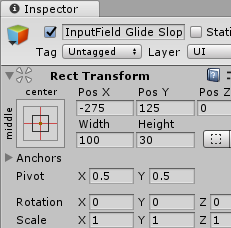 Inspector
InputField Glide Slop Stati
Tag Untagged Layer UI
Rect Transform
center Pos X Pos Y Pos Z
middle -275 125 0
Width Height
100 30
Anchors
Pivot X 0.5 Y 0.5
Rotation X 0 Y 0 Z 0
Scale X 1 Y 1 Z 1